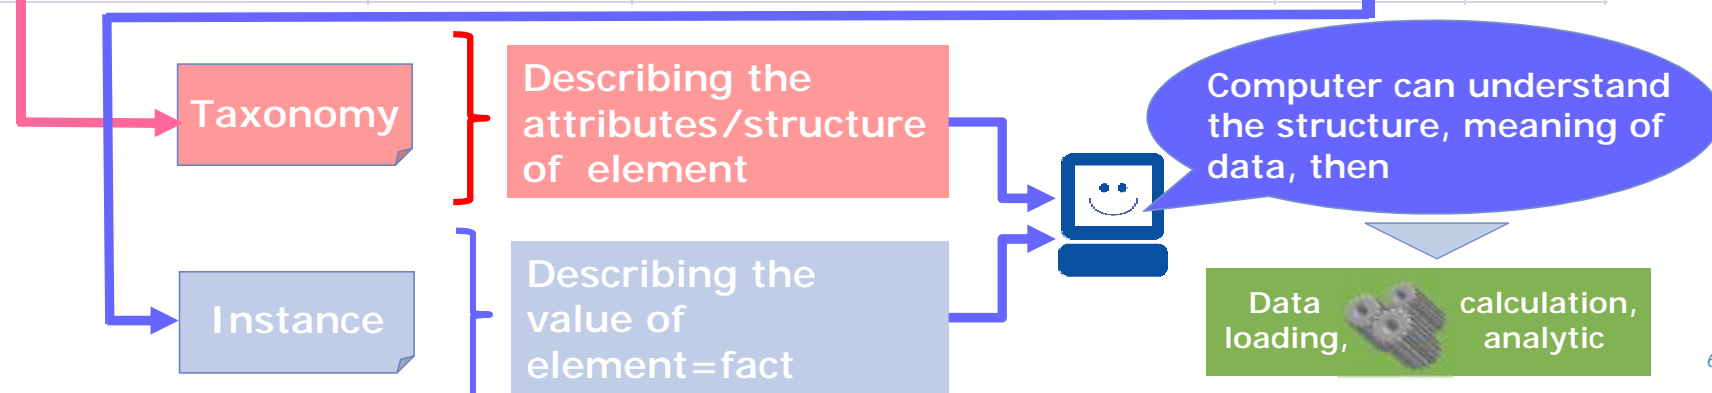 Taxonomy
Describing the
attributes/structure
of element
Computer can understand
the structure, meaning of
data, then
Instance
Describing the
value of
element=fact
Data
loading,
calculation,
analytic